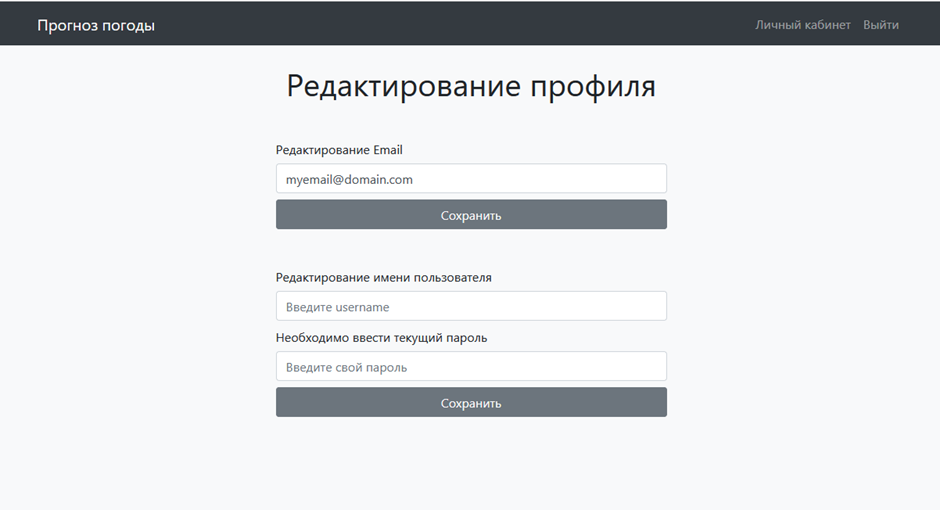 Прогноз погоды
Личный кабинет Выйти
Редактирование профиля
Редактирование Email
myemail@domain.com
Сохранить
Редактирование имени пользователя
Введите username
Необходимо ввести текущий пароль
Введите свой пароль
Сохранить